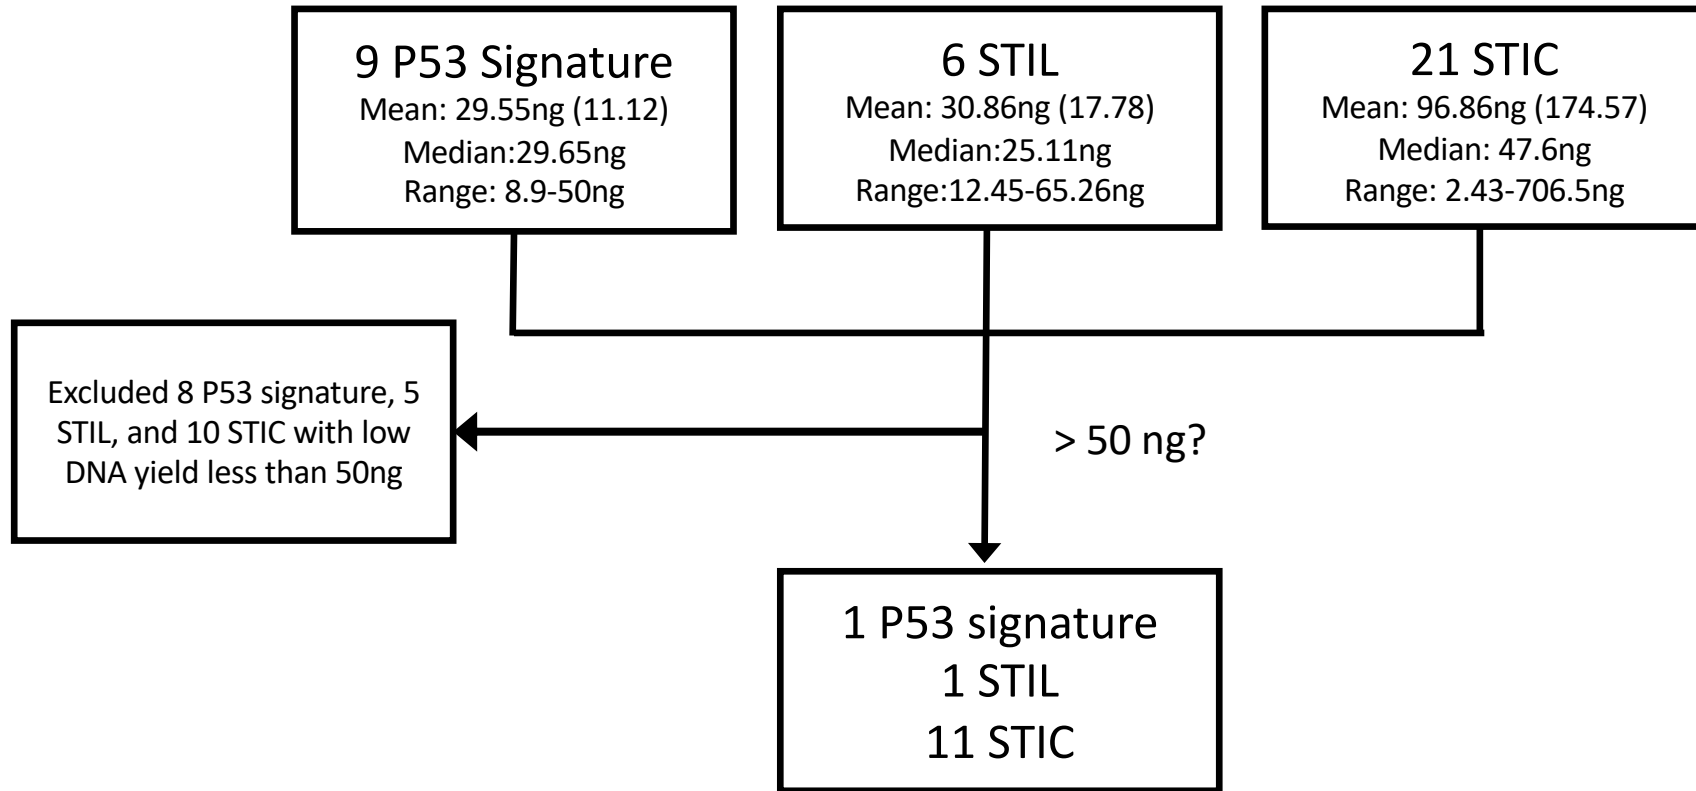 9 P53 Signature
Mean: 29.55ng (11.12)
Median:29.65ng
Range: 8.9-50ng
6 STIL
Mean: 30.86ng (17.78)
Median:25.11ng
Range:12.45-65.26ng
21 STIC
Mean: 96.86ng (174.57)
Median: 47.6ng
Range: 2.43-706.5ng
Excluded 8 P53 signature, 5
STIL, and 10 STIC with low
DNA yield less than 50ng
> 50 ng?
1 P53 signature
1 STIL
11 STIC